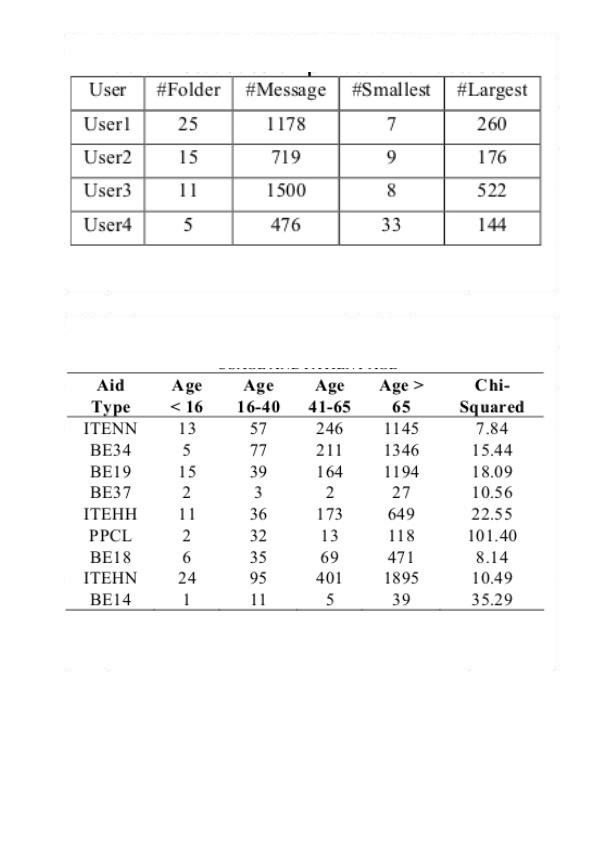 User #Folder #Message #Smallest #Largest
User1 25 1178 7 260
User2 15 719 9 176
User3 11 1500 8 522
User4 5 476 33 144
Aid Age Age Age Age > Chi-
Type < 16 16-40 41-65 65 Squared
ITENN 13 57 246 1145 7.84
BE34 5 77 211 1346 15.44
BE19 15 39 164 1194 18.09
BE37 2 3 2 27 10.56
ITEHH 11 36 173 649 22.55
PPCL 2 32 13 118 101.40
BE18 6 35 69 471 8.14
ITEHN 24 95 401 1895 10.49
BE14 1 11 5 39 35.29